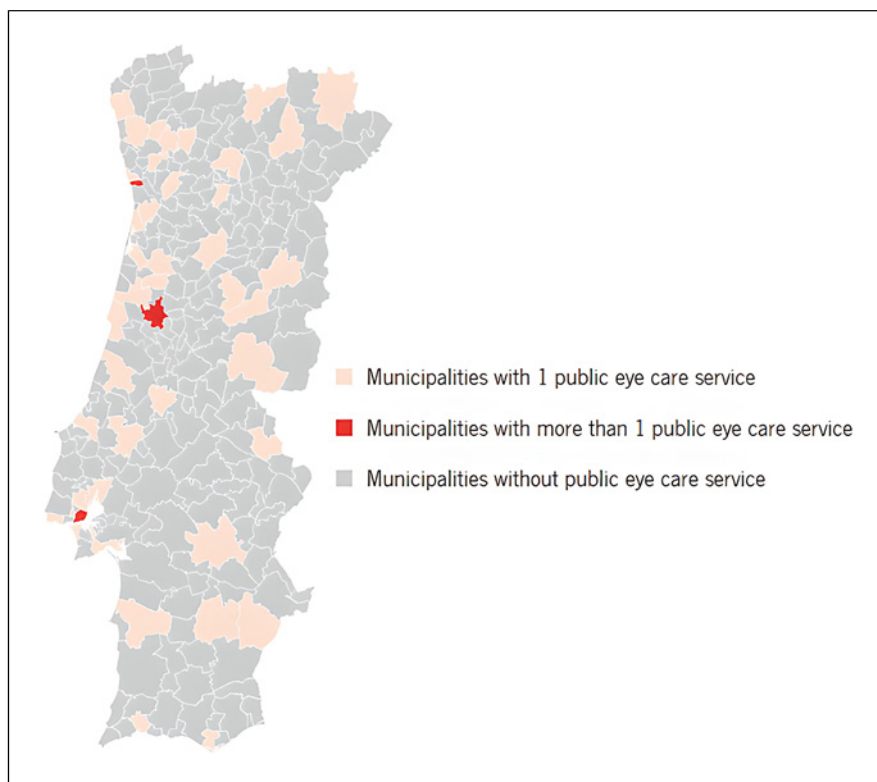 Municipalities with 1 public eye care service
Municipalities with more than 1 public eye care service
Municipalities without public eye care service